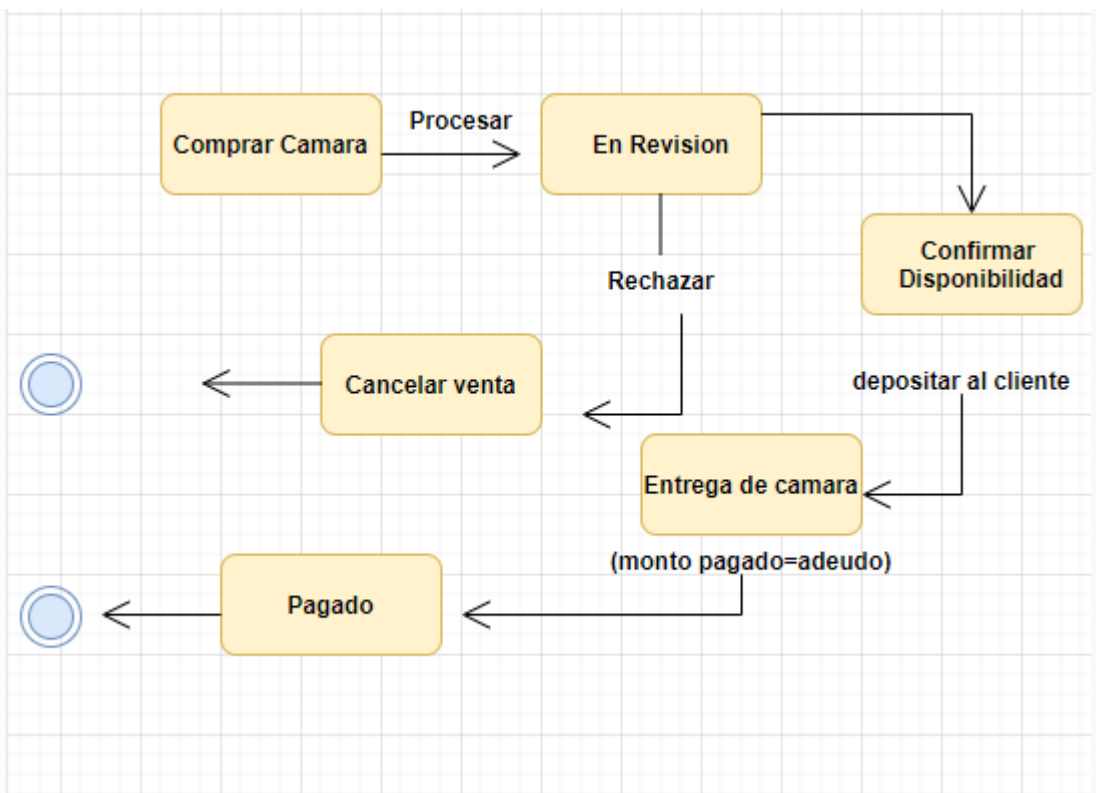 Comprar Camara
Procesar
En Revision
Confirmar
Disponibilidad
Rechazar
Cancelar venta
depositar al cliente
Entrega de camara
(monto pagado=adeudo)
Pagado